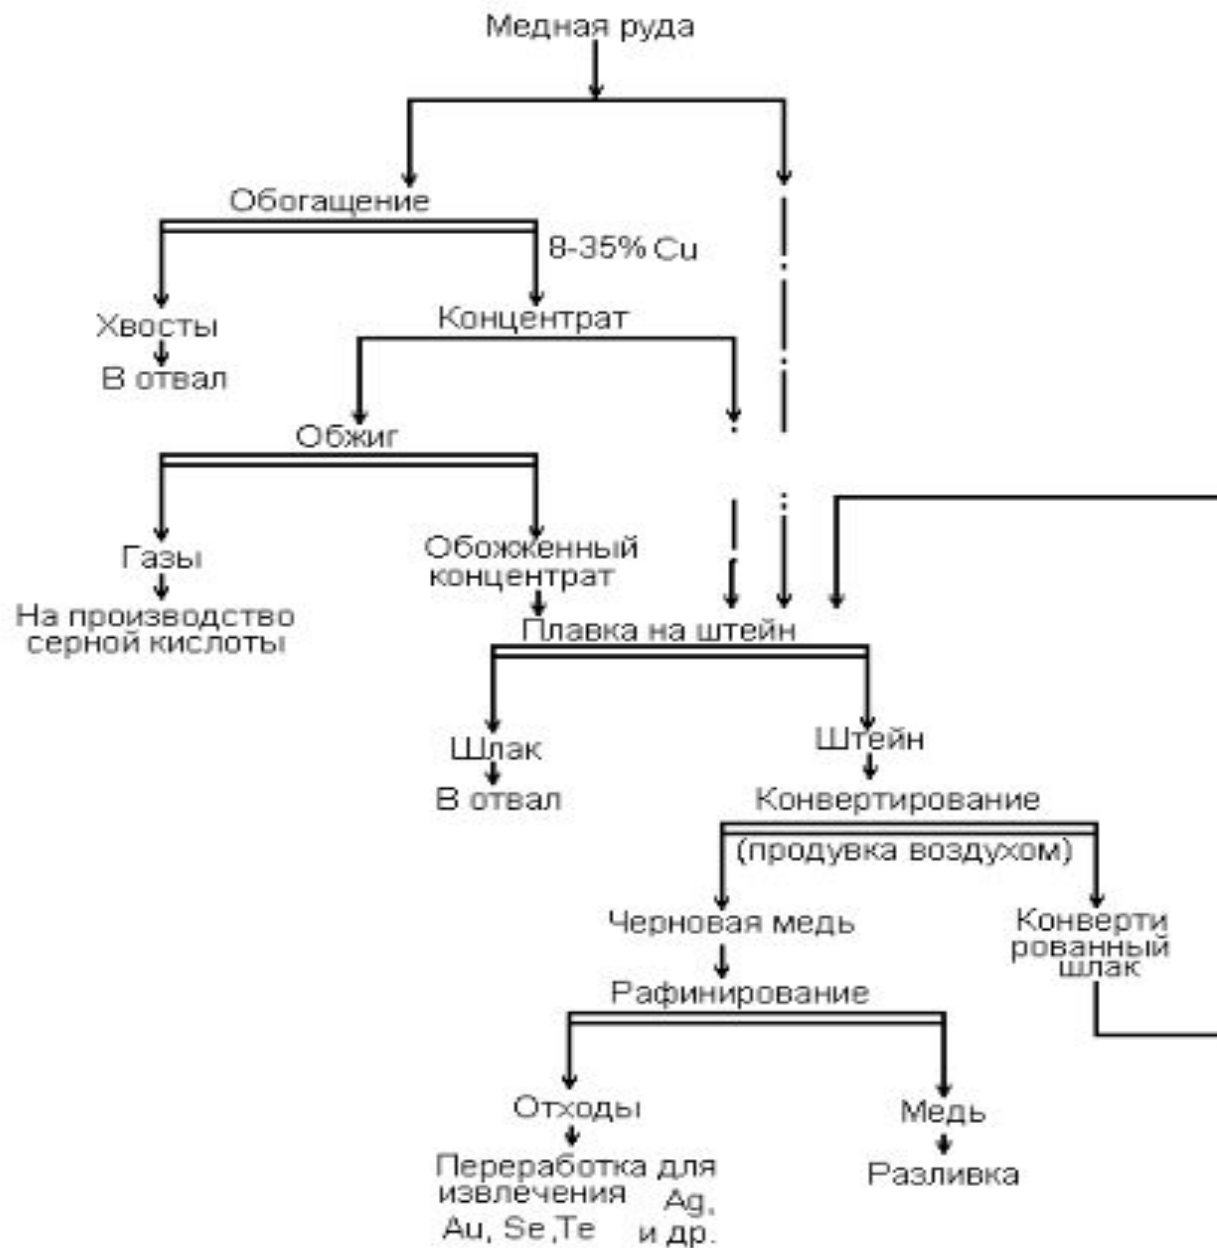 Медная руда
Обогащение
8-35% Cu
Хвосты
В отвал
Концентрат
Обжиг
Газы
На производство
серной кислоты
Обожженный
концентрат
Плавка на штейн
Шлак
В отвал
Штейн
Конвертирование
(продувка воздухом)
Черновая медь
Конверти
рованный
шлак
Рафинирование
Отходы
Переработка для
извлечения Ag,
Au, Se,Te и др.
Медь
Разливка